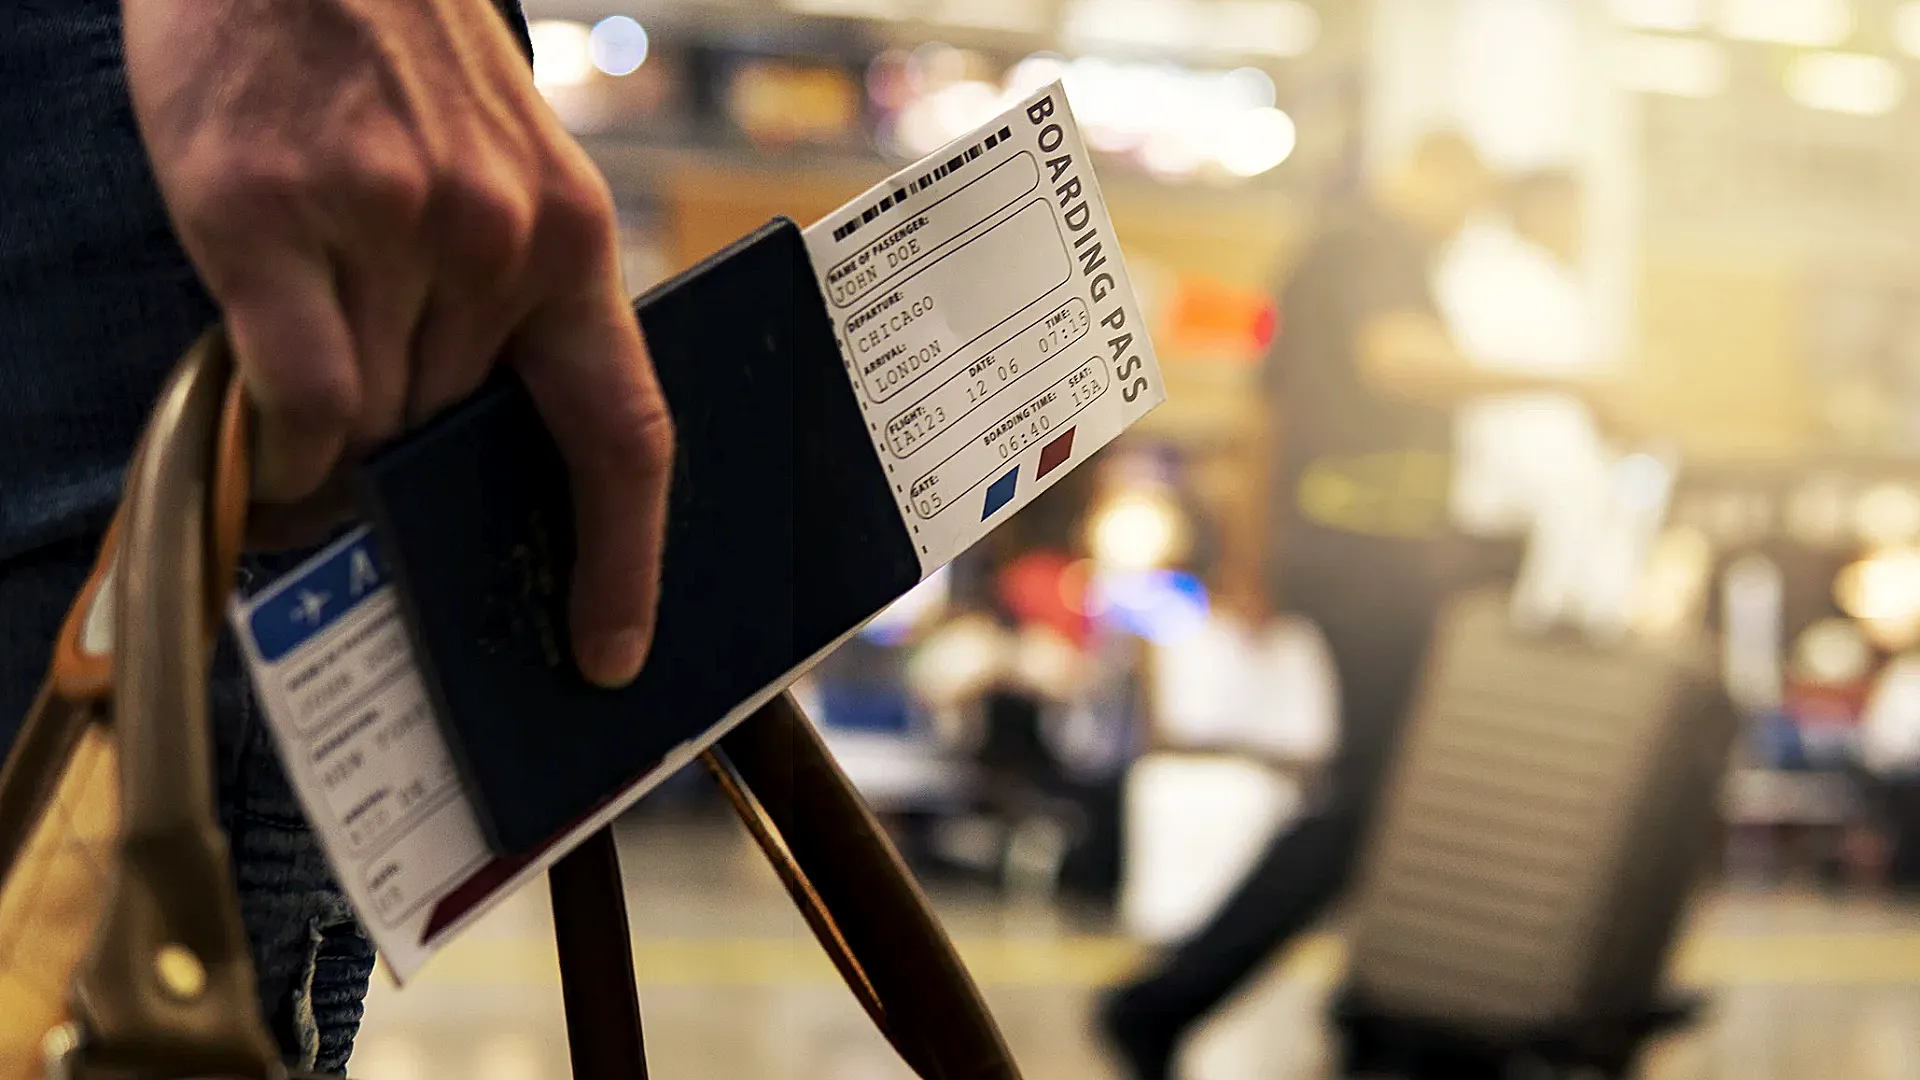 BOARDING PASS
NAME OF PASSENGER:
JOHN DOE
DEPARTURE:
CHICAGO
ARRIVAL:
LONDON
FLIGHT: DATE: TIME:
IA123 12 06 07:15
BOARDING TIME: SEAT:
06:40 15A
GATE:
05
A